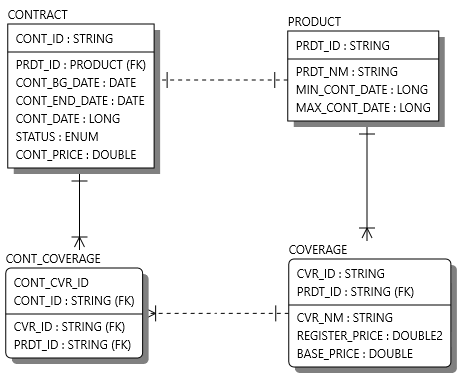 CONTRACT
CONT_ID : STRING
PRDT_ID : PRODUCT (FK)
CONT_BG_DATE : DATE
CONT_END_DATE : DATE
CONT_DATE : LONG
STATUS : ENUM
CONT_PRICE : DOUBLE
PRODUCT
PRDT_ID : STRING
PRDT_NM : STRING
MIN_CONT_DATE : LONG
MAX_CONT_DATE : LONG
CONT_COVERAGE
CONT_CVR_ID
CONT_ID : STRING (FK)
CVR_ID : STRING (FK)
PRDT_ID : STRING (FK)
COVERAGE
CVR_ID : STRING
PRDT_ID : STRING (FK)
CVR_NM : STRING
REGISTER_PRICE : DOUBLE2
BASE_PRICE : DOUBLE